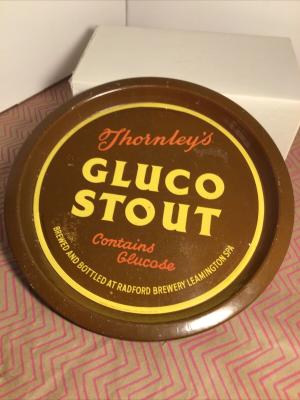 Thornley's
GLUCO
STOUT
Contains
Glucose
BREWED AND BOTTLED AT RADFORD BREWERY LEAMINGTON SPA